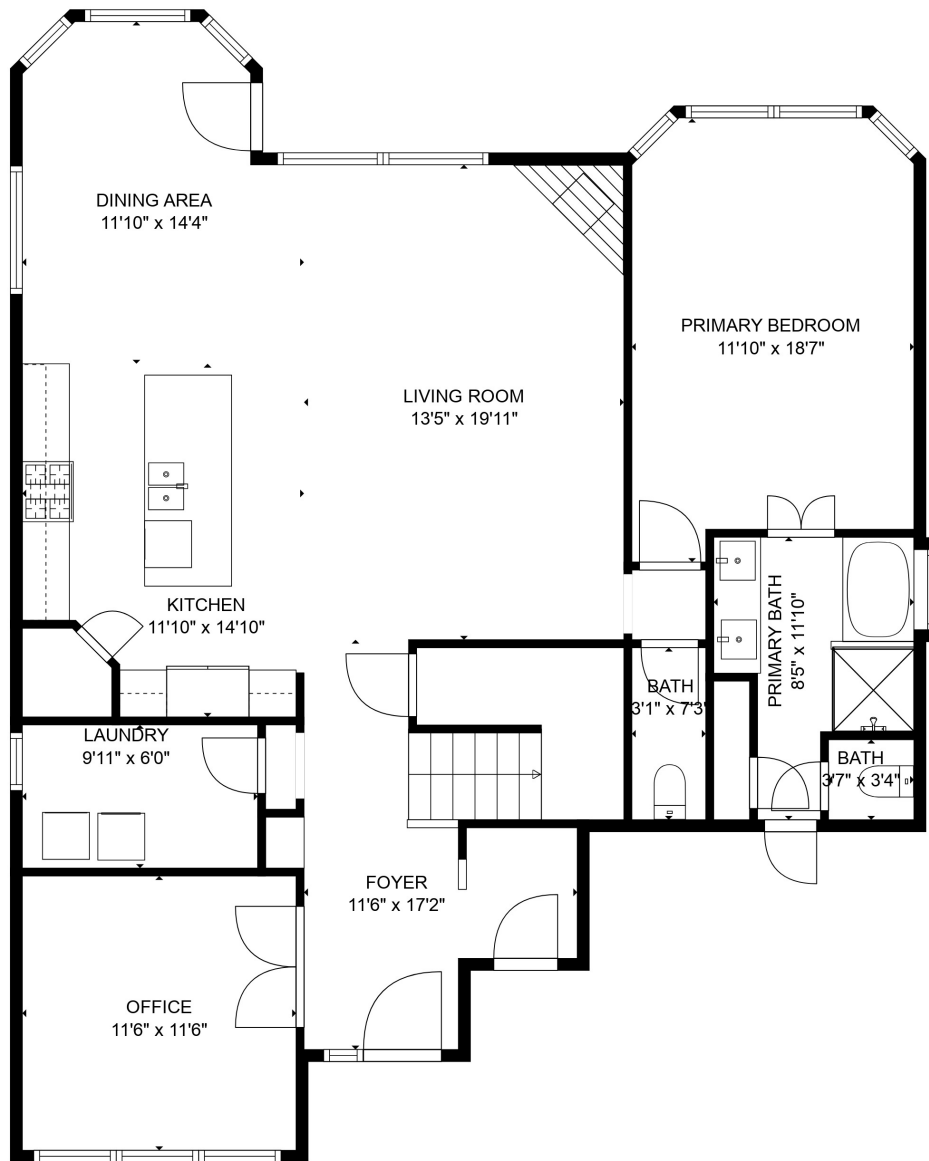 DINING AREA
11'10" x 14'4"
PRIMARY BEDROOM
11'10" x 18'7"
LIVING ROOM
13'5" x 19'11"
KITCHEN
11'10" x 14'10"
PRIMARY BATH
8'5" x 11'10"
BATH
3'1" x 7'3"
LAUNDRY
9'11" x 6'0"
BATH
3'7" x 3'4"
FOYER
11'6" x 17'2"
OFFICE
11'6" x 11'6"